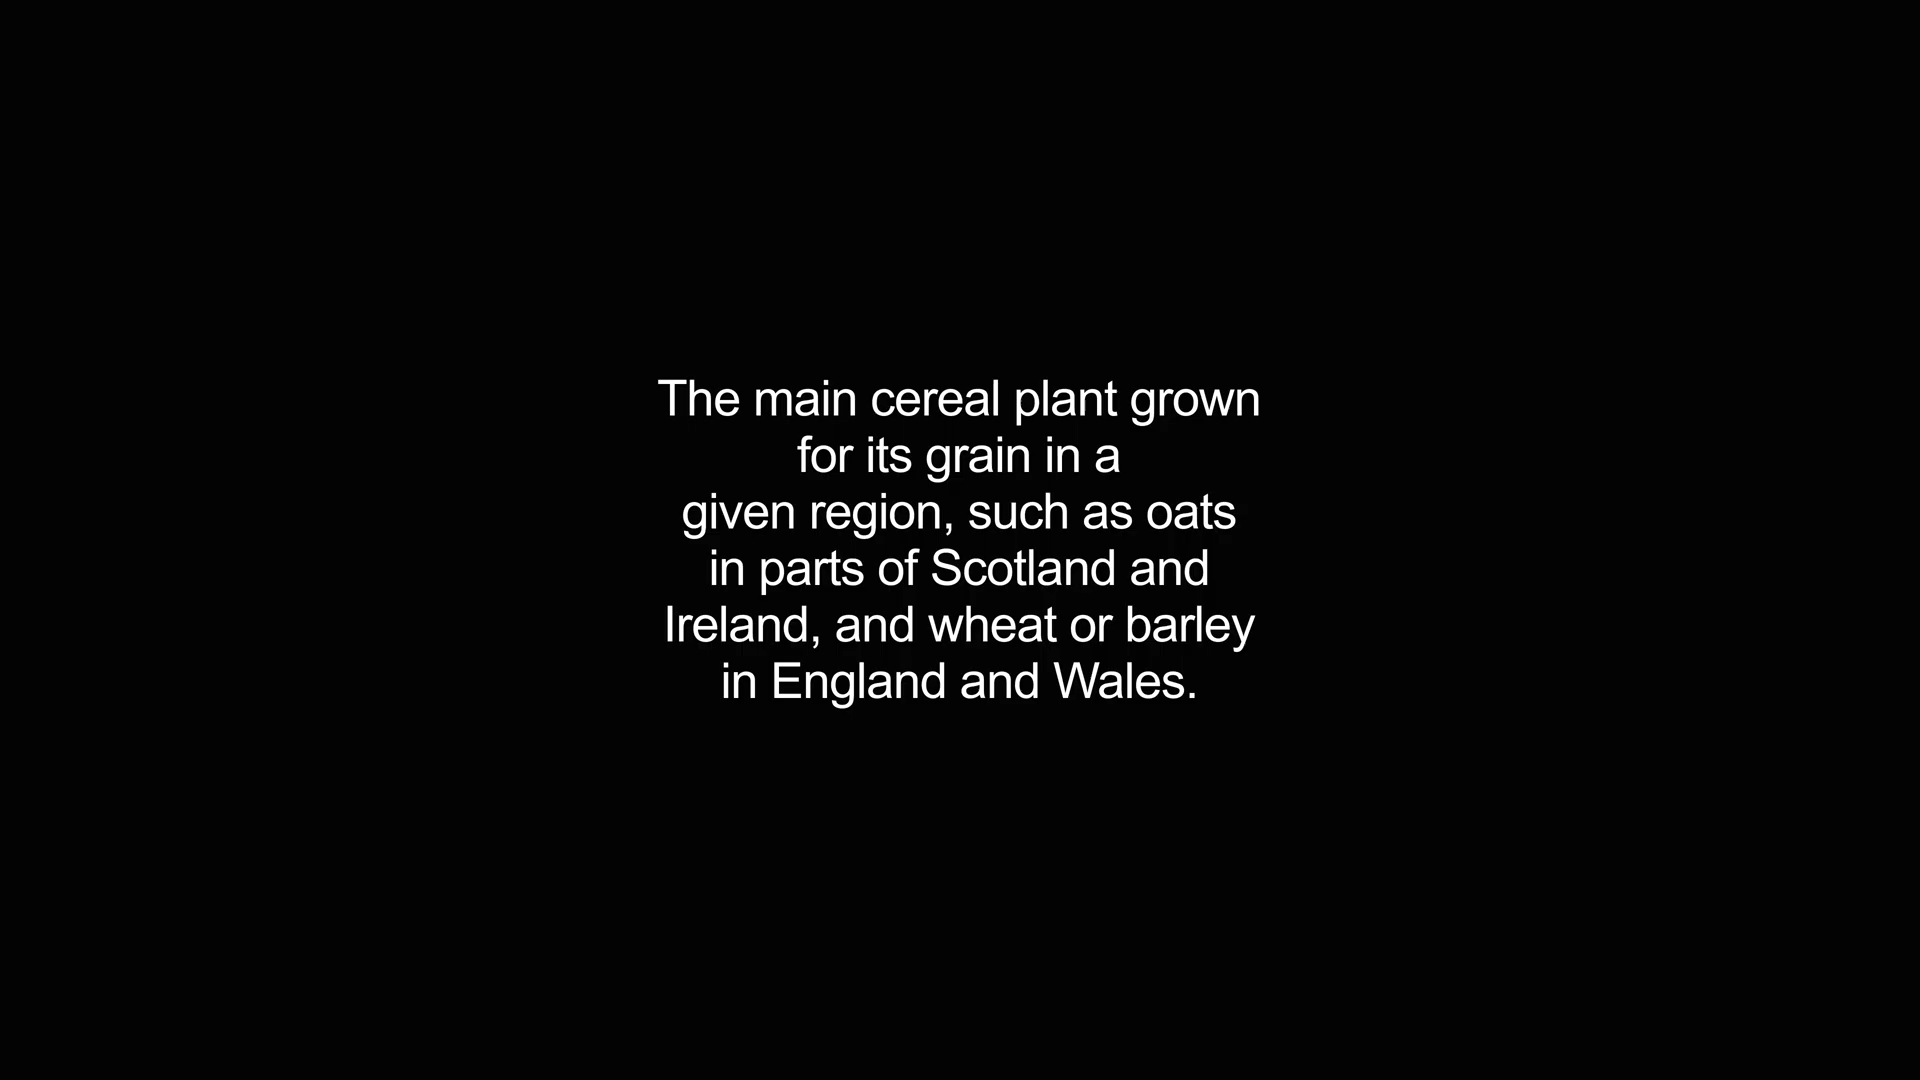 The main cereal plant grown
for its grain in a
given region, such as oats
in parts of Scotland and
Ireland, and wheat or barley
in England and Wales.